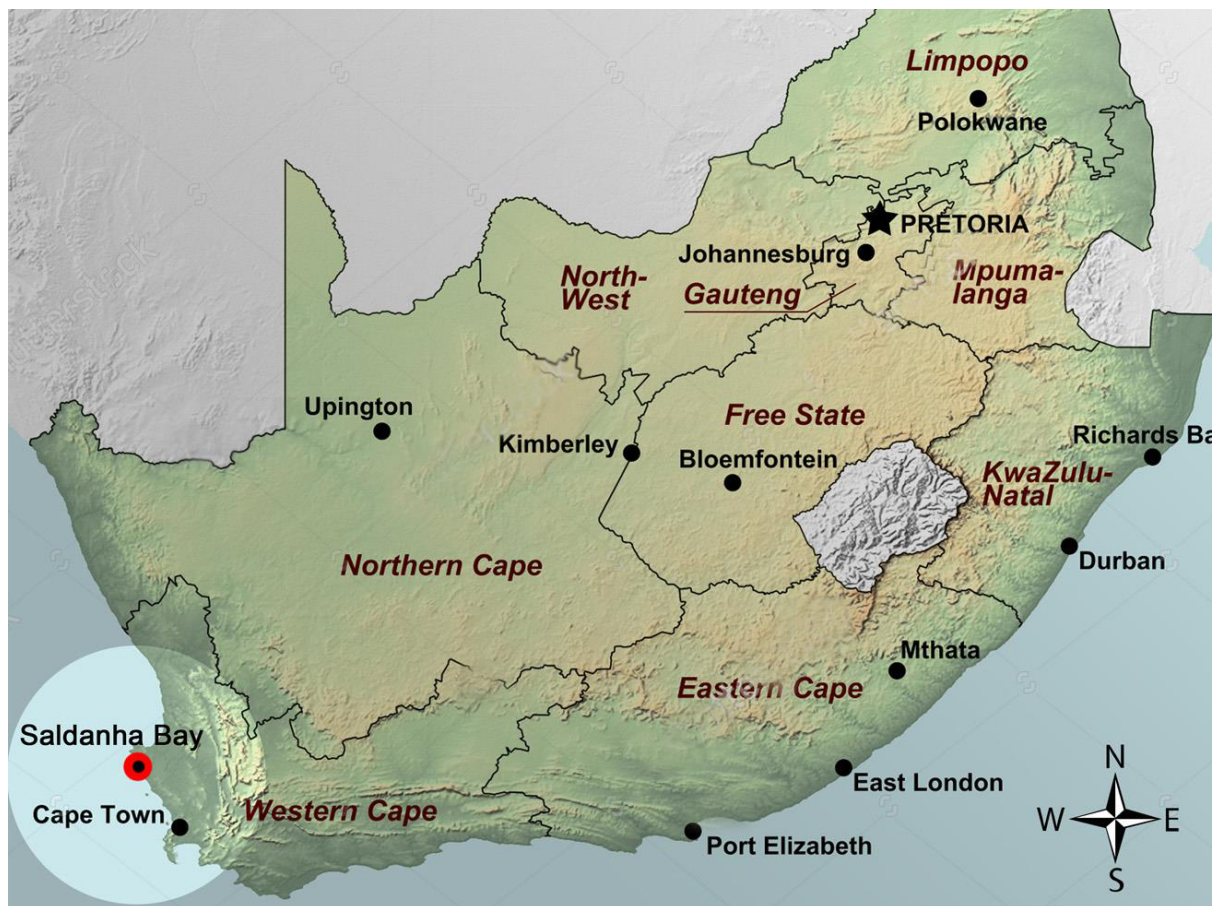 Limpopo
Polokwane
PRETORIA
Johannesburg
North-
West
Gauteng
Mpuma-
langa
Upington
Free State
Kimberley
Bloemfontein
Richards Ba
KwaZulu-
Natal
Northern Cape
Durban
Mthata
Eastern Cape
Saldanha Bay
East London
Cape Town
Western Cape
Port Elizabeth
N
W
E
S